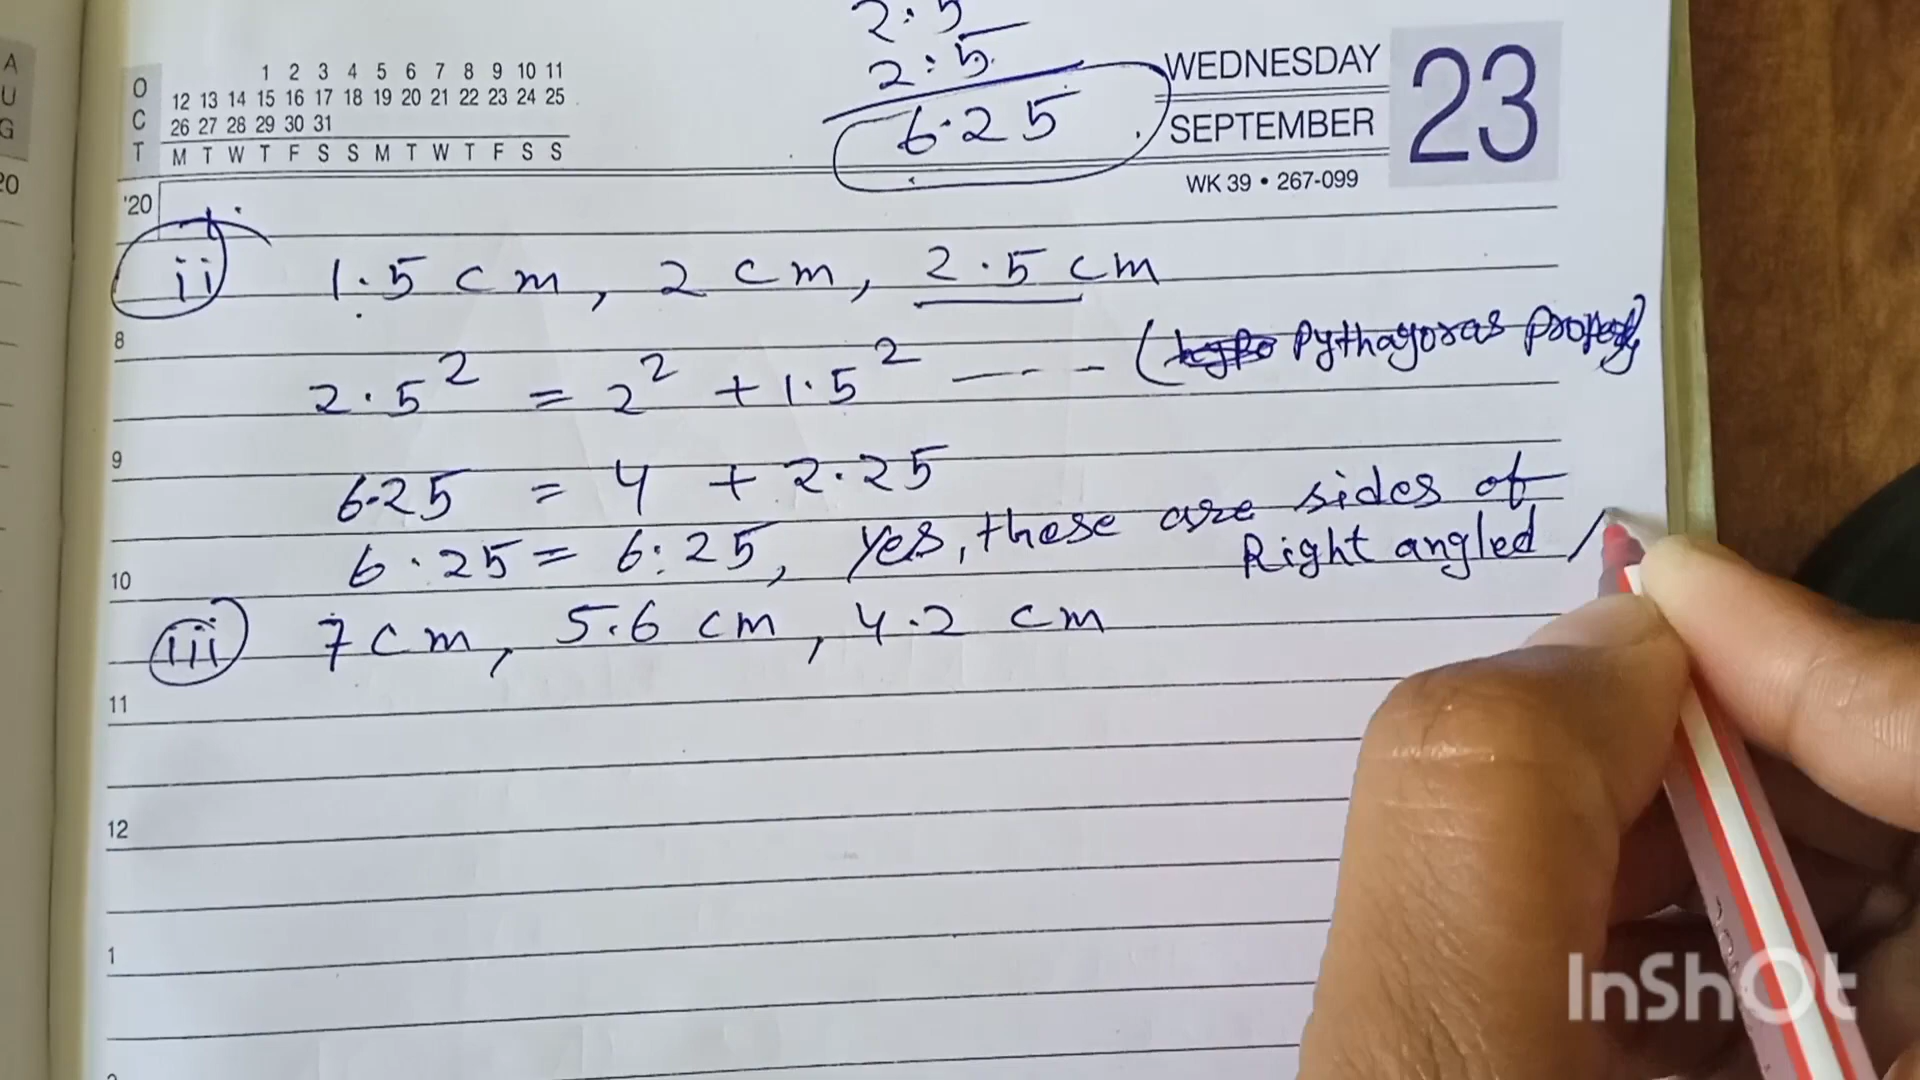 2.5
2.5
6.25
OCT
1 2 3 4 5 6 7 8 9 10 11
12 13 14 15 16 17 18 19 20 21 22 23 24 25
26 27 28 29 30 31
M T W T F S S M T W T F S S
'20
WEDNESDAY
SEPTEMBER
23
WK 39 • 267-099
AUG
20
ii 1.5 cm, 2 cm, 2.5 cm
8
2.5² = 2² + 1.5² ---- ( Pythagoras
9
6.25 = 4 + 2.25
6.25 = 6.25, yes, these are sides of
Right angled
10
iii 7 cm, 5.6 cm, 4.2 cm
11
12
1
InShOt